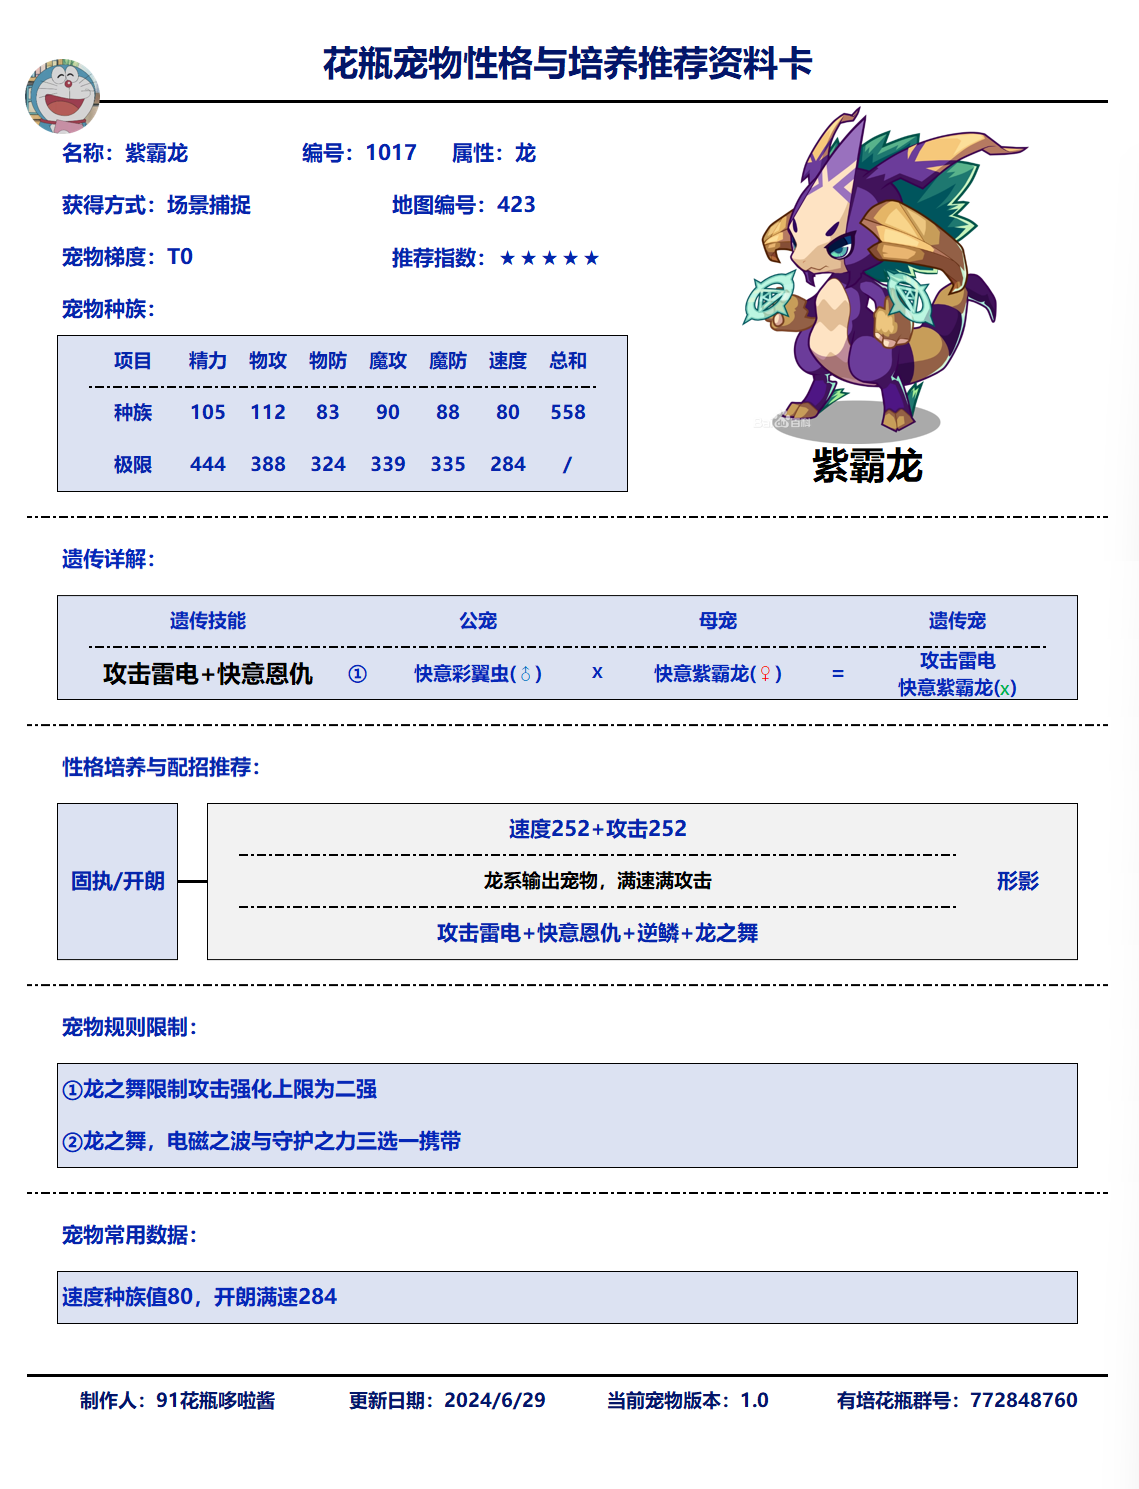 花瓶宠物性格与培养推荐资料卡
名称：紫霸龙 编号：1017 属性：龙
获得方式：场景捕捉 地图编号：423
宠物梯度：T0 推荐指数：★★★★★
宠物种族：
项目 精力 物攻 物防 魔攻 魔防 速度 总和
种族 105 112 83 90 88 80 558
极限 444 388 324 339 335 284 /
Bai 百科
紫霸龙
遗传详解：
遗传技能 公宠 母宠 遗传宠
攻击雷电+快意恩仇 ① 快意彩翼虫(♂) X 快意紫霸龙(♀) = 攻击雷电
快意紫霸龙(x)
性格培养与配招推荐：
速度252+攻击252
固执/开朗 龙系输出宠物，满速满攻击 形影
攻击雷电+快意恩仇+逆鳞+龙之舞
宠物规则限制：
①龙之舞限制攻击强化上限为二强
②龙之舞，电磁之波与守护之力三选一携带
宠物常用数据：
速度种族值80，开朗满速284
制作人：91花瓶哆啦酱 更新日期：2024/6/29 当前宠物版本：1.0 有培花瓶群号：772848760